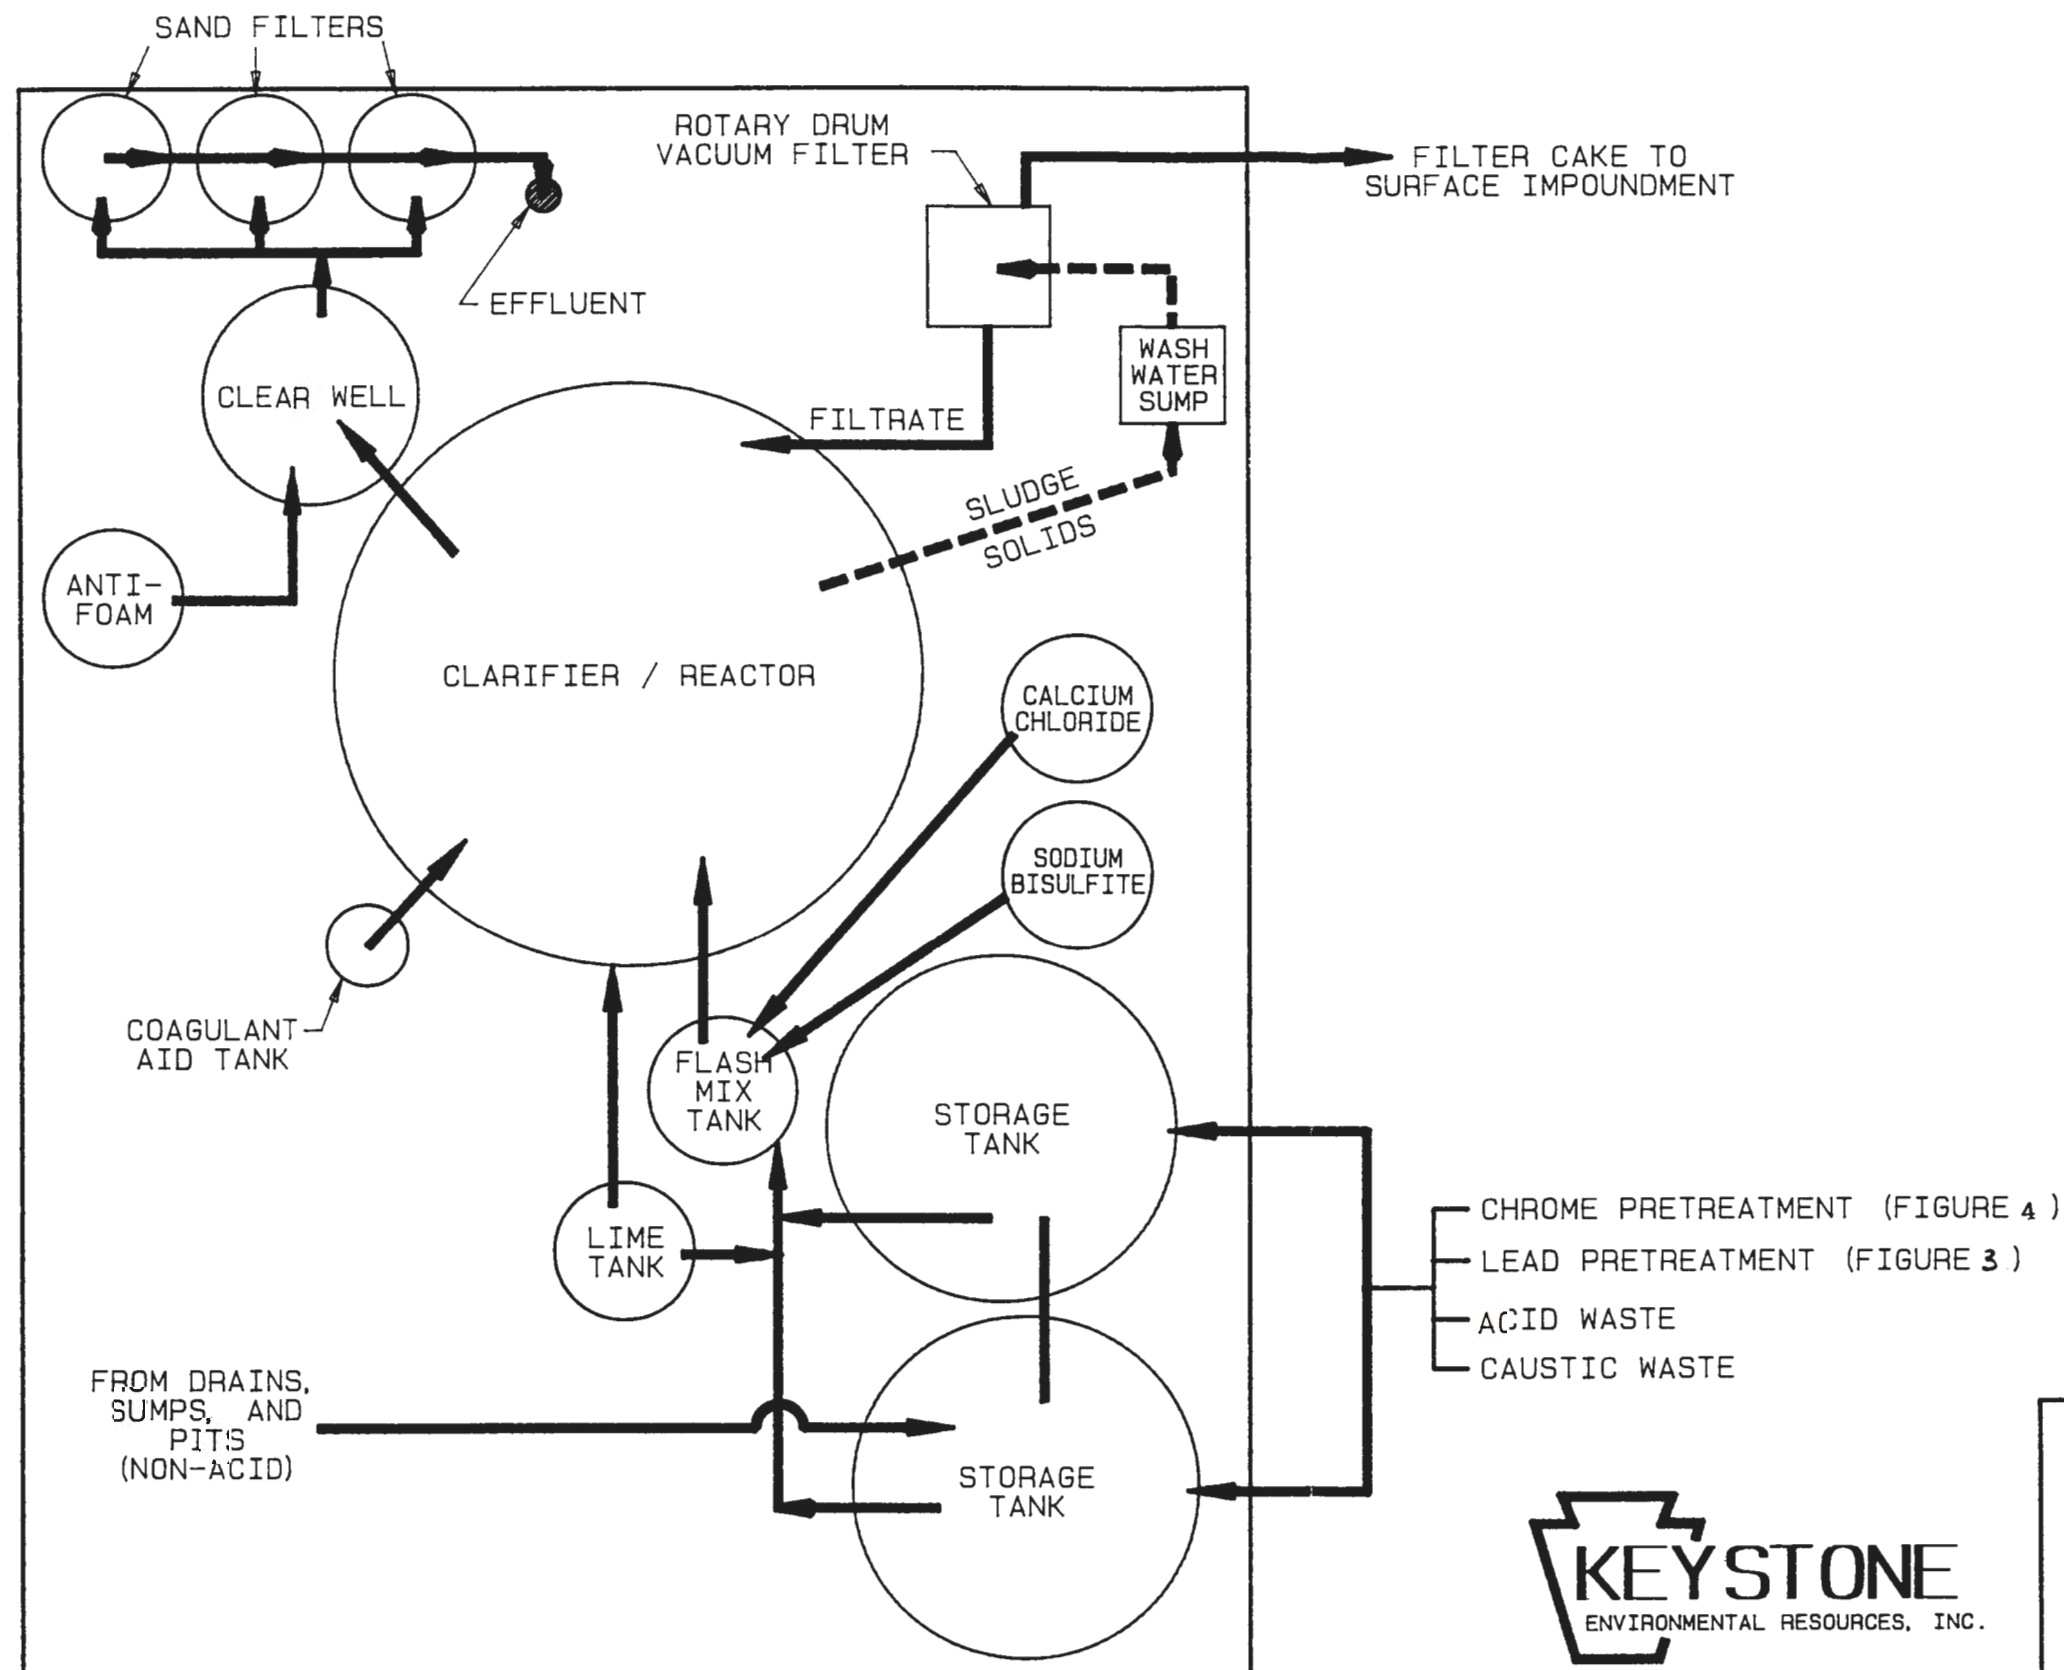 SAND FILTERS
ROTARY DRUM
VACUUM FILTER
FILTER CAKE TO
SURFACE IMPOUNDMENT
EFFLUENT
WASH
WATER
SUMP
CLEAR WELL
FILTRATE
SLUDGE
SOLIDS
ANTI-
FOAM
CLARIFIER / REACTOR
CALCIUM
CHLORIDE
SODIUM
BISULFITE
COAGULANT
AID TANK
FLASH
MIX
TANK
STORAGE
TANK
LIME
TANK
CHROME PRETREATMENT (FIGURE 4)
LEAD PRETREATMENT (FIGURE 3)
ACID WASTE
CAUSTIC WASTE
FROM DRAINS,
SUMPS, AND
PITS
(NON-ACID)
STORAGE
TANK
KEYSTONE
ENVIRONMENTAL RESOURCES, INC.